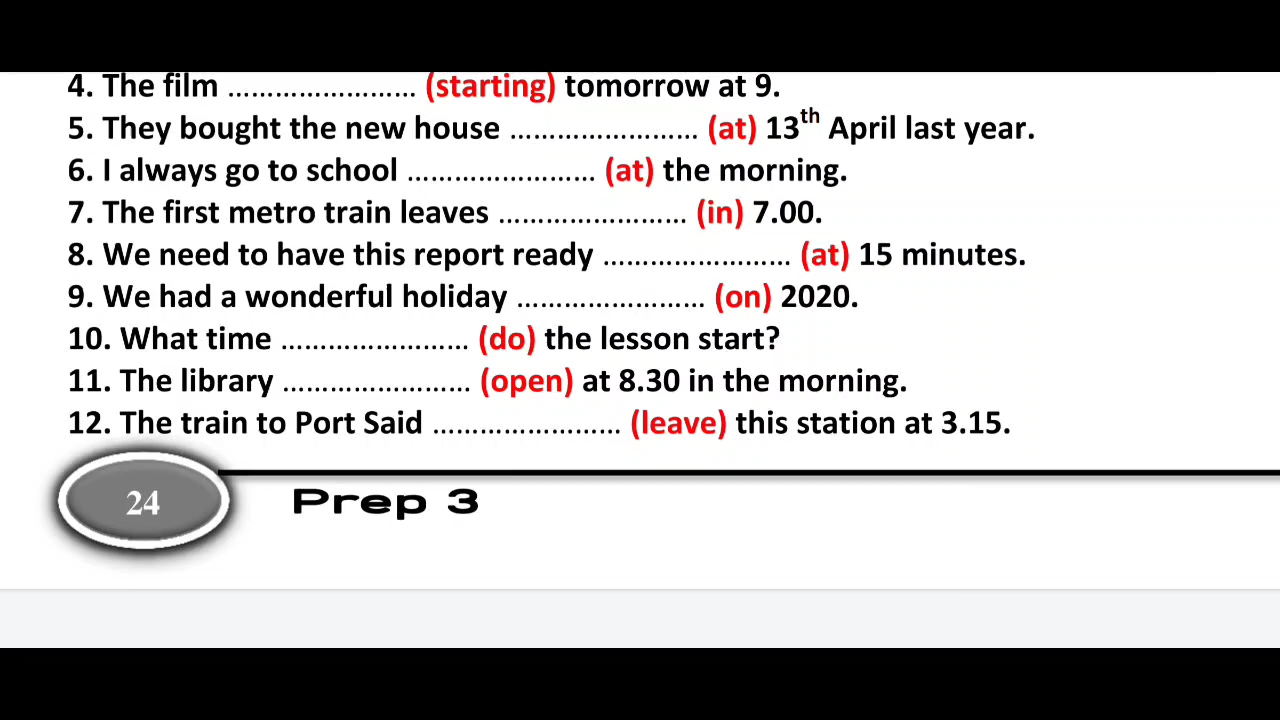 4. The film ........................ (starting) tomorrow at 9.
5. They bought the new house ........................ (at) 13th April last year.
6. I always go to school ........................ (at) the morning.
7. The first metro train leaves ........................ (in) 7.00.
8. We need to have this report ready ........................ (at) 15 minutes.
9. We had a wonderful holiday ........................ (on) 2020.
10. What time ........................ (do) the lesson start?
11. The library ........................ (open) at 8.30 in the morning.
12. The train to Port Said ........................ (leave) this station at 3.15.
24 Prep 3